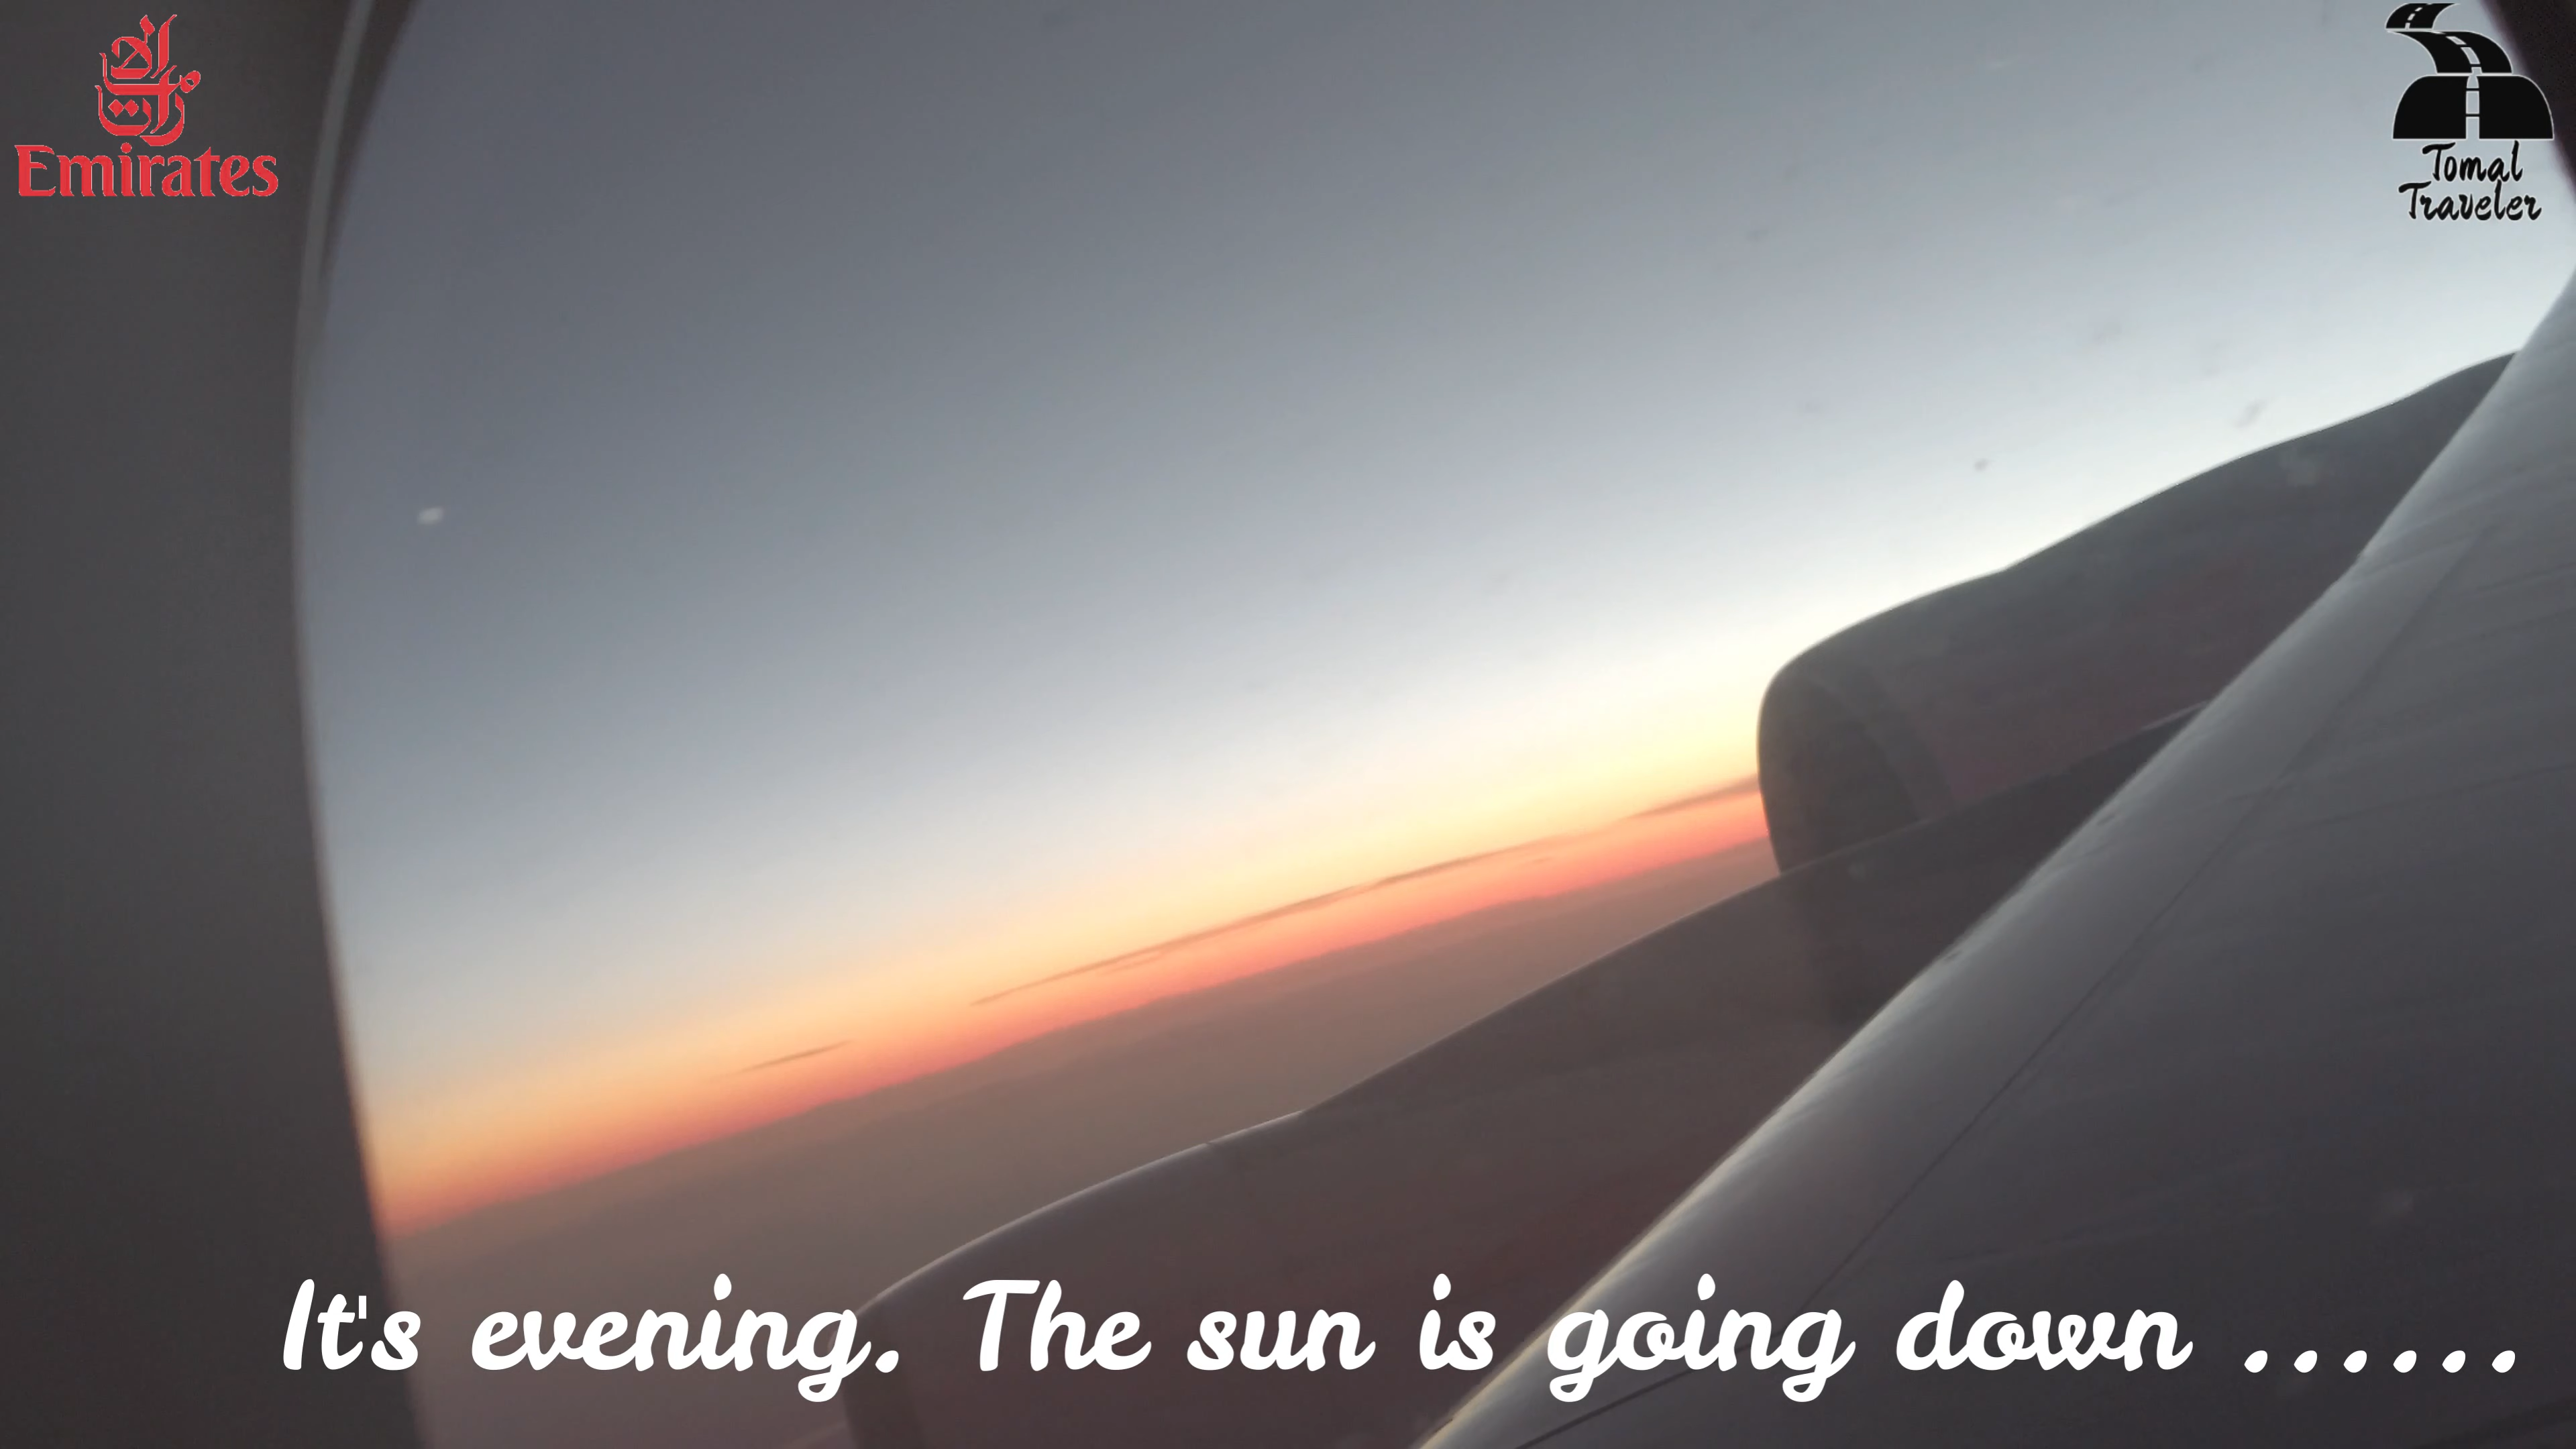 الإمارات
Emirates
Tomal
Traveler
It's evening. The sun is going down ......